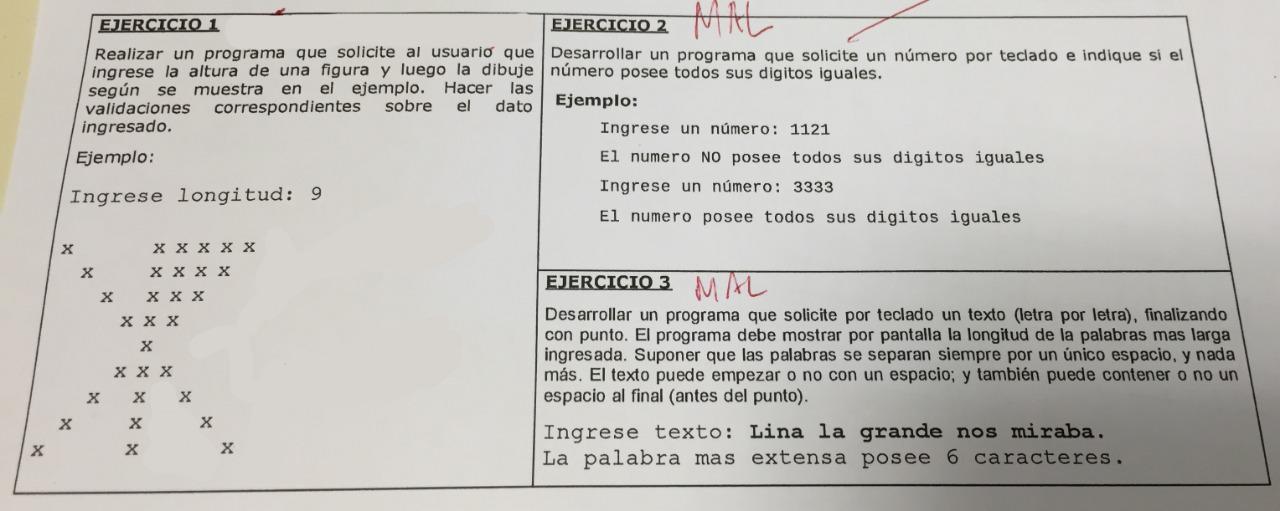 EJERCICIO 1
Realizar un programa que solicite al usuario que
ingrese la altura de una figura y luego la dibuje
según se muestra en el ejemplo. Hacer las
validaciones correspondientes sobre el dato
ingresado.
Ejemplo:
Ingrese longitud: 9
x x x x x x
x x x x x
x x x x
x x x
x
x x x
x x x
x x x
x x x
EJERCICIO 2 MAL
Desarrollar un programa que solicite un número por teclado e indique si el
número posee todos sus digitos iguales.
Ejemplo:
Ingrese un número: 1121
El numero NO posee todos sus digitos iguales
Ingrese un número: 3333
El numero posee todos sus digitos iguales
EJERCICIO 3 MAL
Desarrollar un programa que solicite por teclado un texto (letra por letra), finalizando
con punto. El programa debe mostrar por pantalla la longitud de la palabras mas larga
ingresada. Suponer que las palabras se separan siempre por un único espacio, y nada
más. El texto puede empezar o no con un espacio; y también puede contener o no un
espacio al final (antes del punto).
Ingrese texto: Lina la grande nos miraba.
La palabra mas extensa posee 6 caracteres.